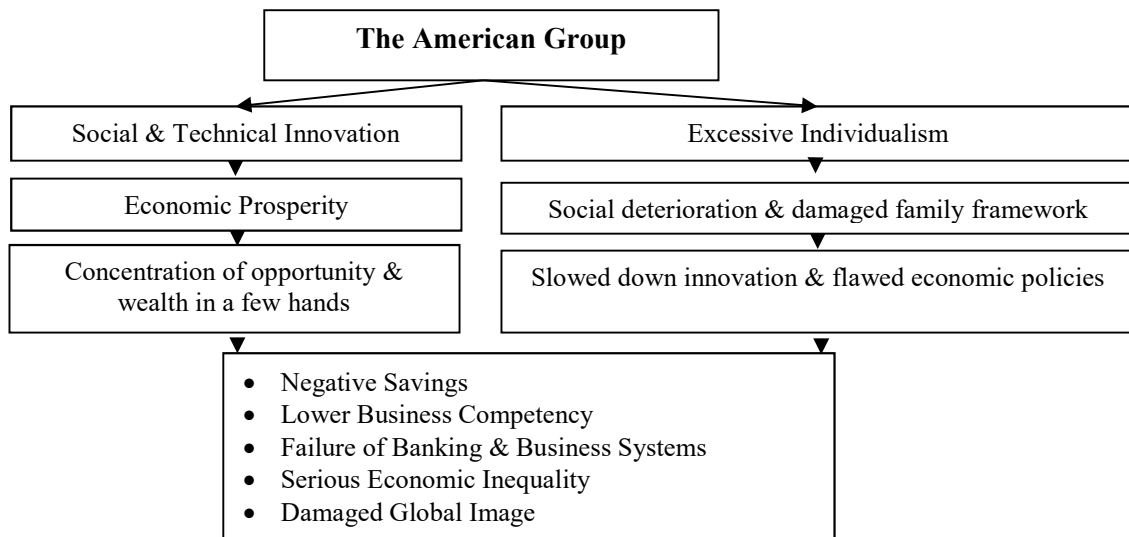 The American Group
Social & Technical Innovation
Excessive Individualism
Economic Prosperity
Social deterioration & damaged family framework
Concentration of opportunity &
wealth in a few hands
Slowed down innovation & flawed economic policies
• Negative Savings
• Lower Business Competency
• Failure of Banking & Business Systems
• Serious Economic Inequality
• Damaged Global Image